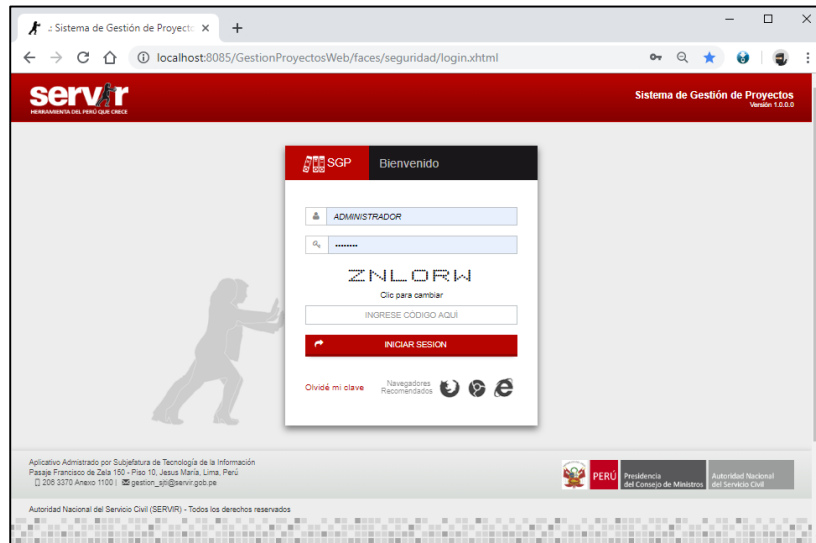 .: Sistema de Gestión de Proyecto
localhost:8085/GestionProyectosWeb/faces/seguridad/login.xhtml
servir
HERRAMIENTA DEL PERÚ QUE CRECE
Sistema de Gestión de Proyectos
Versión 1.0.0.0
SGP
Bienvenido
ADMINISTRADOR
••••••••
ZNLORW
Clic para cambiar
INGRESE CÓDIGO AQUÍ
INICIAR SESION
Olvidé mi clave
Navegadores
Recomendados
Aplicativo Admistrado por Subjefatura de Tecnología de la Información
Pasaje Francisco de Zela 150 - Piso 10, Jesus María, Lima, Perú
206 3370 Anexo 1100 | gestion_sjti@servir.gob.pe
PERÚ
Presidencia
del Consejo de Ministros
Autoridad Nacional
del Servicio Civil
Autoridad Nacional del Servicio Civil (SERVIR) - Todos los derechos reservados